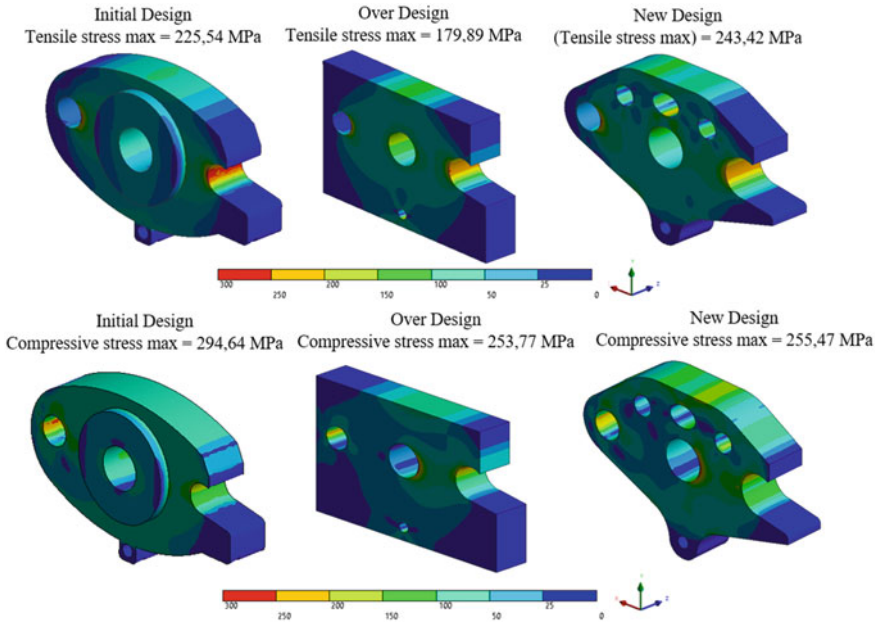 Initial Design
Tensile stress max = 225,54 MPa
Over Design
Tensile stress max = 179,89 MPa
New Design
(Tensile stress max) = 243,42 MPa
300 250 200 150 100 50 25 0
Y
X
Z
Initial Design
Compressive stress max = 294,64 MPa
Over Design
Compressive stress max = 253,77 MPa
New Design
Compressive stress max = 255,47 MPa
300 250 200 150 100 50 25 0
Y
X
Z